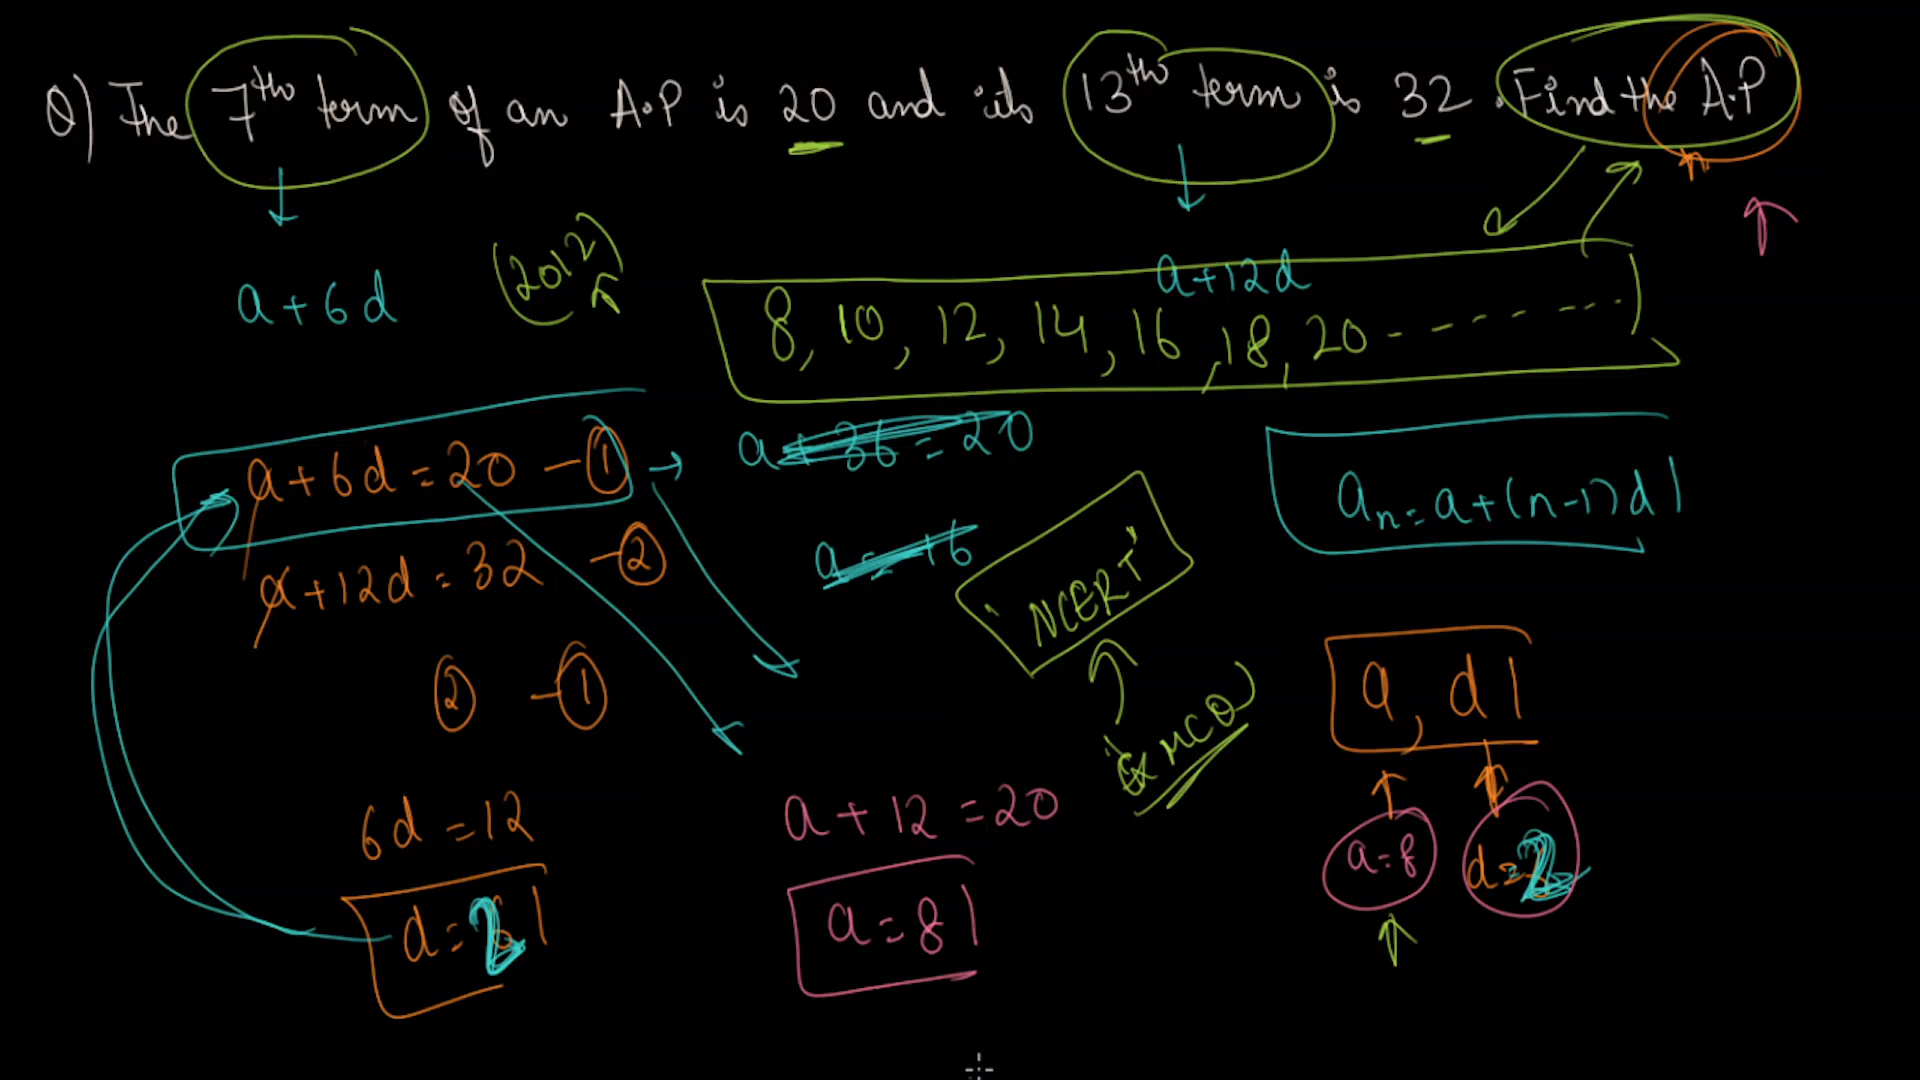 Q) The 7th term of an A.P is 20 and its 13th term is 32. Find the A.P
a+6d
(2012)
a+12d
8, 10, 12, 14, 16, 18, 20 --------
a+6d=20 -①
a+36=20
an=a+(n-1)d
a+12d=32 -②
"NCERT"
② -①
a, d
MCQ
6d=12
a+12=20
a=8
d=2
d=2
a=8